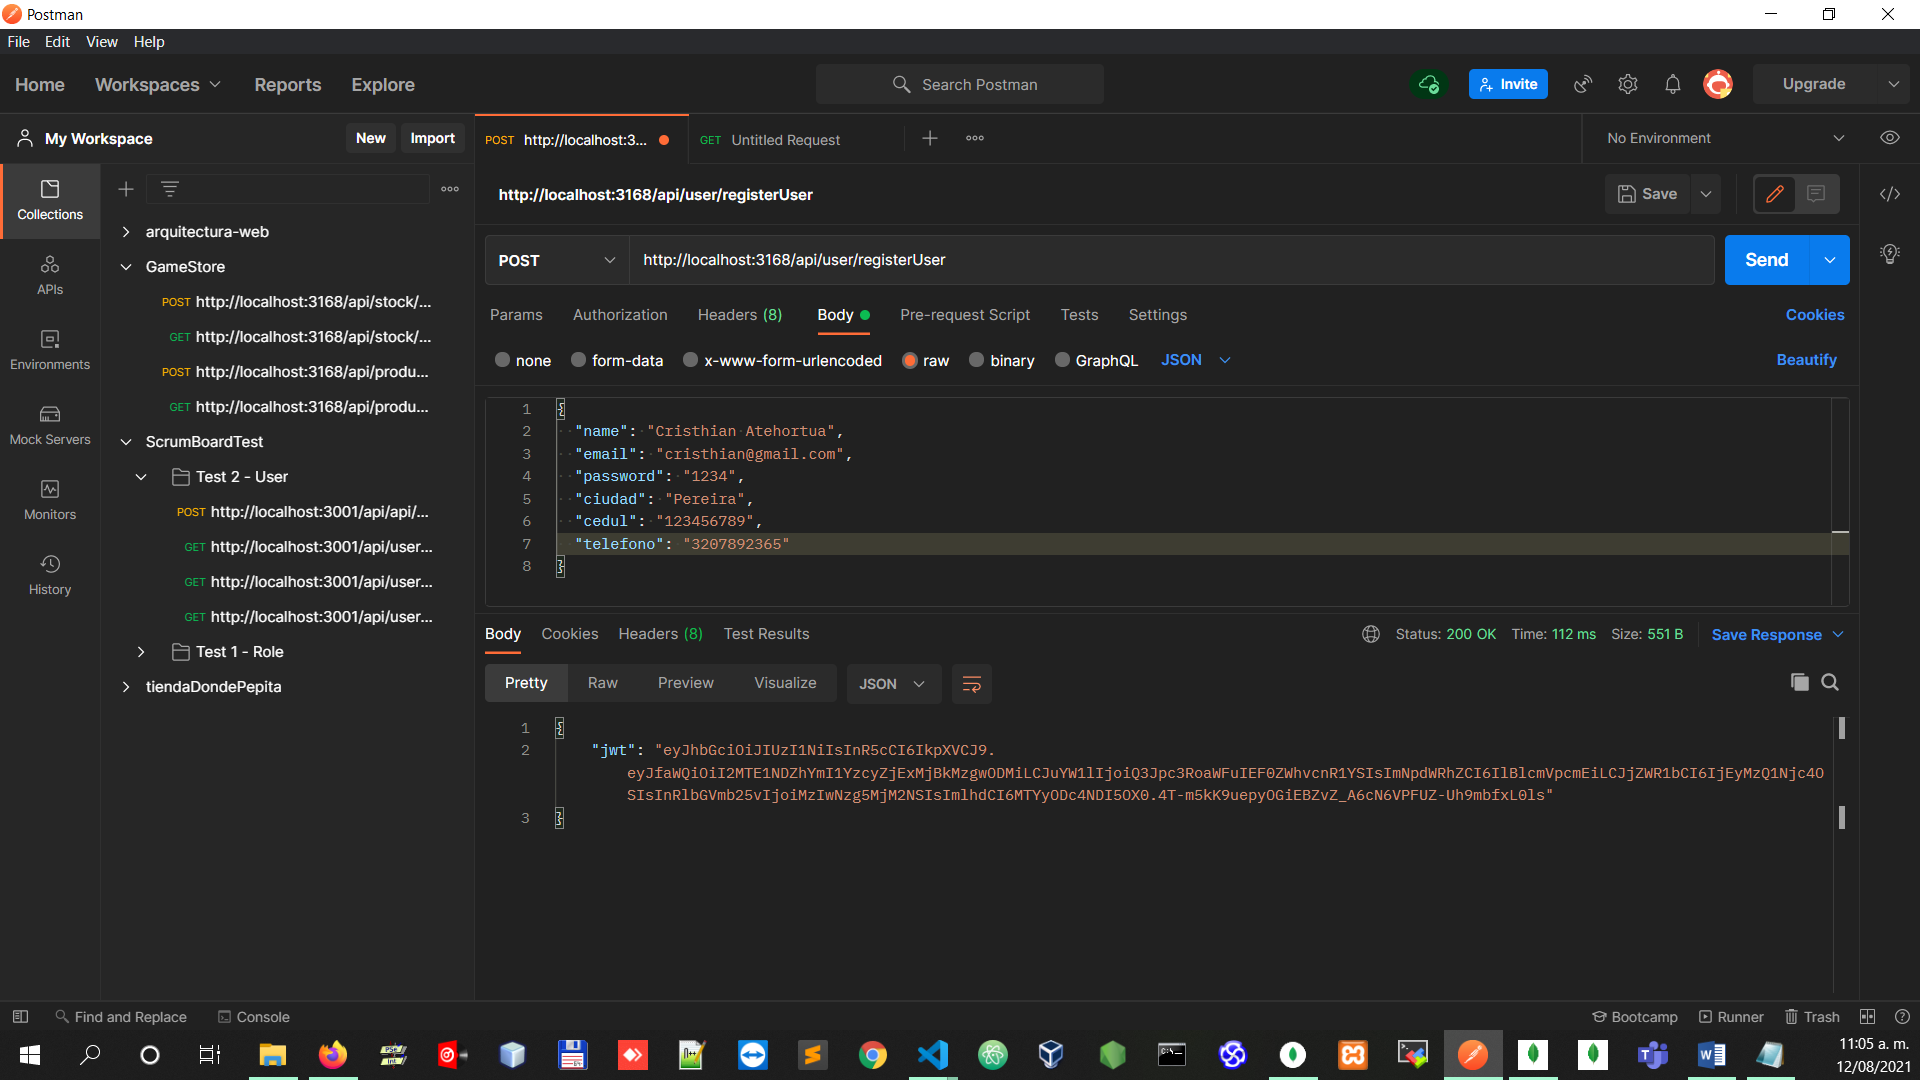 Postman
File Edit View Help
Home Workspaces Reports Explore Search Postman Invite Upgrade
My Workspace New Import
POST http://localhost:3... GET Untitled Request No Environment
Collections
APIs
Environments
Mock Servers
Monitors
History
arquitectura-web
GameStore
POST http://localhost:3168/api/stock/...
GET http://localhost:3168/api/stock/...
POST http://localhost:3168/api/produ...
GET http://localhost:3168/api/produ...
ScrumBoardTest
Test 2 - User
POST http://localhost:3001/api/api/...
GET http://localhost:3001/api/user...
GET http://localhost:3001/api/user...
GET http://localhost:3001/api/user...
Test 1 - Role
tiendaDondePepita
http://localhost:3168/api/user/registerUser Save
POST http://localhost:3168/api/user/registerUser Send
Params Authorization Headers (8) Body Pre-request Script Tests Settings Cookies
none form-data x-www-form-urlencoded raw binary GraphQL JSON Beautify
1 {
2 "name": "Cristhian Atehortua",
3 "email": "cristhian@gmail.com",
4 "password": "1234",
5 "ciudad": "Pereira",
6 "cedul": "123456789",
7 "telefono": "3207892365"
8 }
Body Cookies Headers (8) Test Results Status: 200 OK Time: 112 ms Size: 551 B Save Response
Pretty Raw Preview Visualize JSON
1 {
2 "jwt": "eyJhbGciOiJIUzI1NiIsInR5cCI6IkpXVCJ9.
eyJfaWQiOiI2MTE1NDZhYmI1YzcyZjExMjBkMzgwODMiLCJuYW1lIjoiQ3Jpc3RoaWFuIEF0ZWhvcnR1YSIsImNpdWRhZCI6IlBlcmVpcmEiLCJjZWR1bCI6IjEyMzQ1Njc4O
SIsInRlbGVmb25vIjoiMzIwNzg5MjM2NSIsImlhdCI6MTYyODc4NDI5OX0.4T-m5kK9uepyOGiEBZvZ_A6cN6VPFUZ-Uh9mbfxL0ls"
3 }
Find and Replace Console Bootcamp Runner Trash
11:05 a. m.
12/08/2021